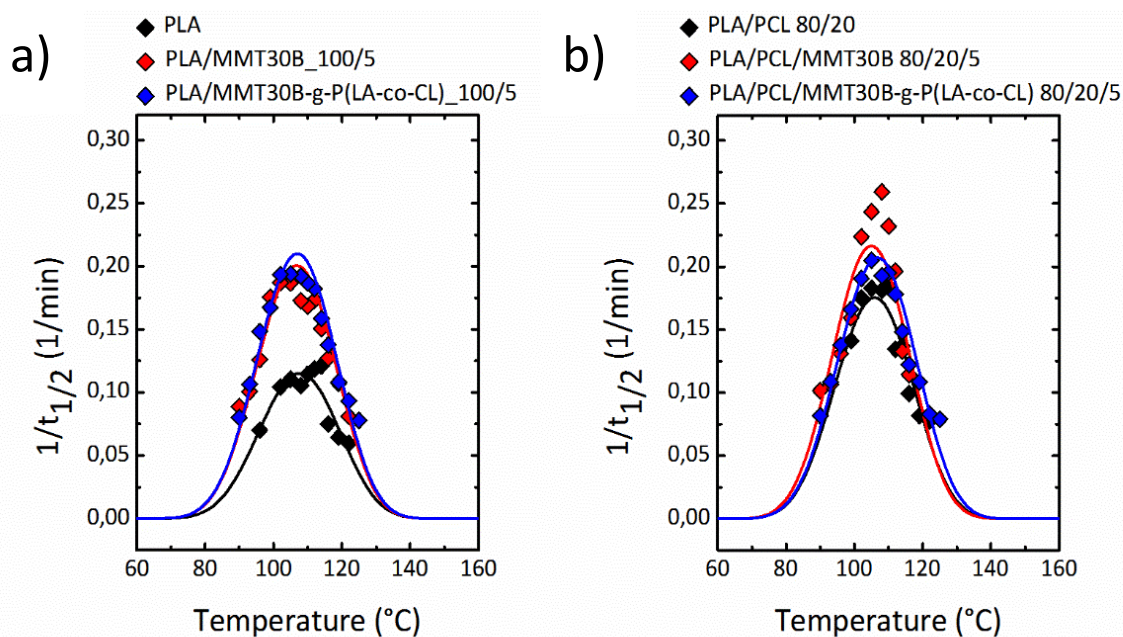 a)
PLA
PLA/MMT30B_100/5
PLA/MMT30B-g-P(LA-co-CL)_100/5
0,30
0,25
0,20
0,15
0,10
0,05
0,00
1/t1/2 (1/min)
60 80 100 120 140 160
Temperature (°C)
b)
PLA/PCL 80/20
PLA/PCL/MMT30B 80/20/5
PLA/PCL/MMT30B-g-P(LA-co-CL) 80/20/5
0,30
0,25
0,20
0,15
0,10
0,05
0,00
1/t1/2 (1/min)
60 80 100 120 140 160
Temperature (°C)